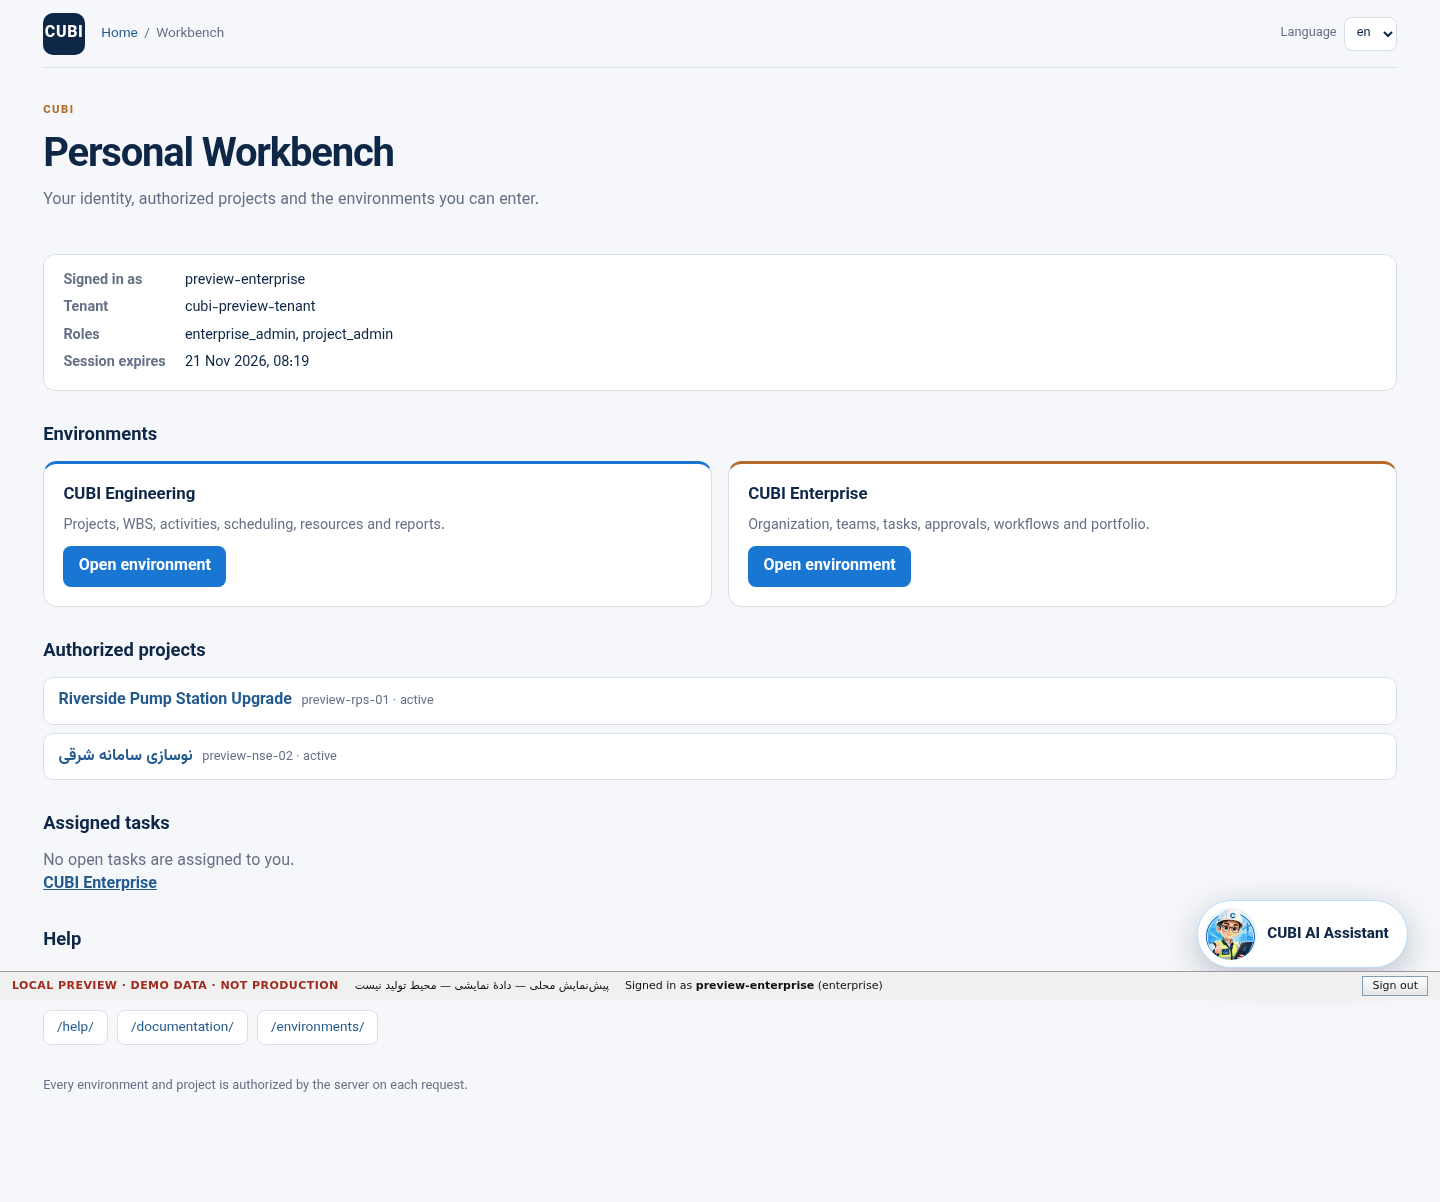 CUBI
Home / Workbench
Language en
CUBI
Personal Workbench
Your identity, authorized projects and the environments you can enter.
Signed in as preview-enterprise
Tenant cubi-preview-tenant
Roles enterprise_admin, project_admin
Session expires 21 Nov 2026, 08:19
Environments
CUBI Engineering
Projects, WBS, activities, scheduling, resources and reports.
Open environment
CUBI Enterprise
Organization, teams, tasks, approvals, workflows and portfolio.
Open environment
Authorized projects
Riverside Pump Station Upgrade preview-rps-01 · active
نوسازی سامانه شرقی preview-nse-02 · active
Assigned tasks
No open tasks are assigned to you.
CUBI Enterprise
Help
C
CUBI AI Assistant
LOCAL PREVIEW · DEMO DATA · NOT PRODUCTION پیش‌نمایش محلی — دادهٔ نمایشی — محیط تولید نیست Signed in as preview-enterprise (enterprise) Sign out
/help/ /documentation/ /environments/
Every environment and project is authorized by the server on each request.